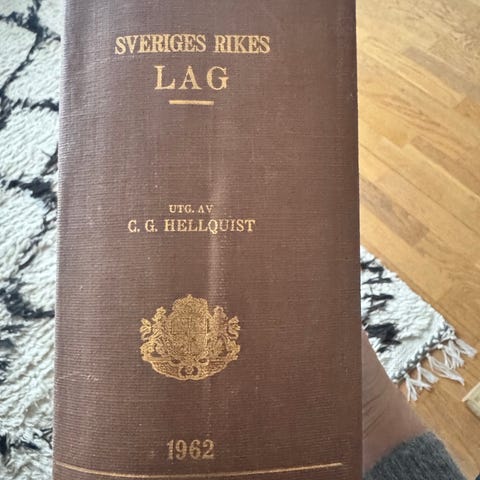 SVERIGES RIKES
LAG
UTG. AV
C. G. HELLQUIST
1962